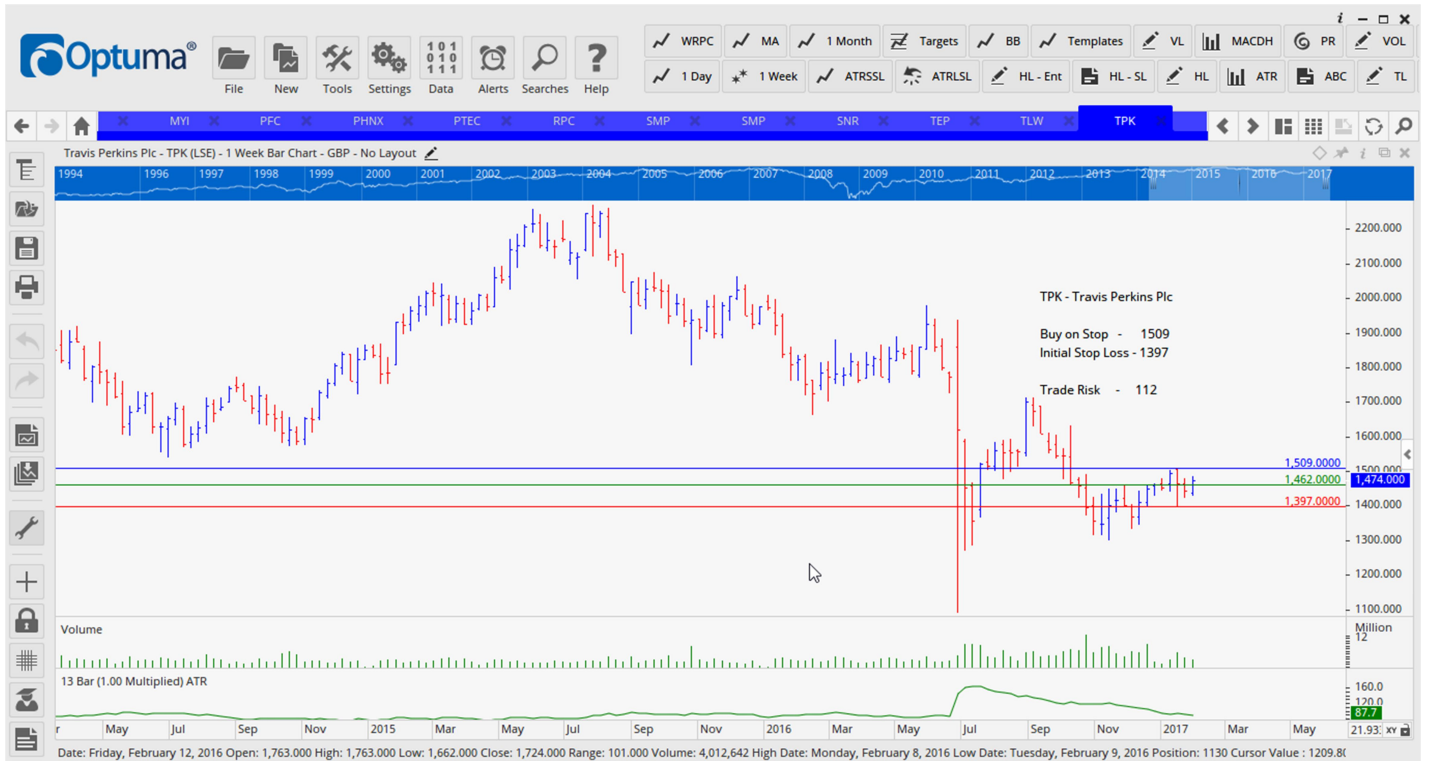 Optuma®
File New Tools Settings Data Alerts Searches Help
WRPC MA 1 Month Targets BB Templates VL MACDH PR VOL
1 Day 1 Week ATRSSL ATRLSL HL - Ent HL - SL HL ATR ABC TL
MYI PFC PHNX PTEC RPC SMP SMP SNR TEP TLW TPK
Travis Perkins Plc - TPK (LSE) - 1 Week Bar Chart - GBP - No Layout
1994 1996 1997 1998 1999 2000 2001 2002 2003 2004 2005 2006 2007 2008 2009 2010 2011 2012 2013 2014 2015 2016 2017
2200.000
2100.000
TPK - Travis Perkins Plc
2000.000
Buy on Stop - 1509
1900.000
Initial Stop Loss - 1397
1800.000
Trade Risk - 112
1700.000
1600.000
1,509.0000
1500.000
1,462.0000 1,474.000
1,397.0000 1400.000
1300.000
1200.000
1100.000
Volume Million
12
13 Bar (1.00 Multiplied) ATR
160.0
120.0
87.7
r May Jul Sep Nov 2015 Mar May Jul Sep Nov 2016 Mar May Jul Sep Nov 2017 Mar May 21.93: XY
Date: Friday, February 12, 2016 Open: 1,763.000 High: 1,763.000 Low: 1,662.000 Close: 1,724.000 Range: 101.000 Volume: 4,012,642 High Date: Monday, February 8, 2016 Low Date: Tuesday, February 9, 2016 Position: 1130 Cursor Value : 1209.80